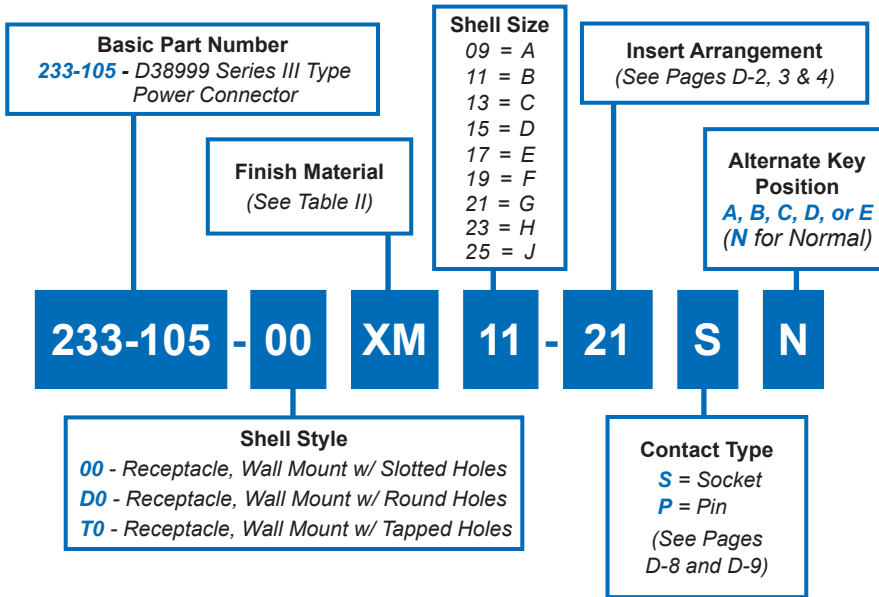 Basic Part Number
233-105 - D38999 Series III Type
Power Connector
Finish Material
(See Table II)
Shell Size
09 = A
11 = B
13 = C
15 = D
17 = E
19 = F
21 = G
23 = H
25 = J
Insert Arrangement
(See Pages D-2, 3 & 4)
Alternate Key
Position
A, B, C, D, or E
(N for Normal)
233-105 - 00 XM 11 - 21 S N
Shell Style
00 - Receptacle, Wall Mount w/ Slotted Holes
D0 - Receptacle, Wall Mount w/ Round Holes
T0 - Receptacle, Wall Mount w/ Tapped Holes
Contact Type
S = Socket
P = Pin
(See Pages
D-8 and D-9)